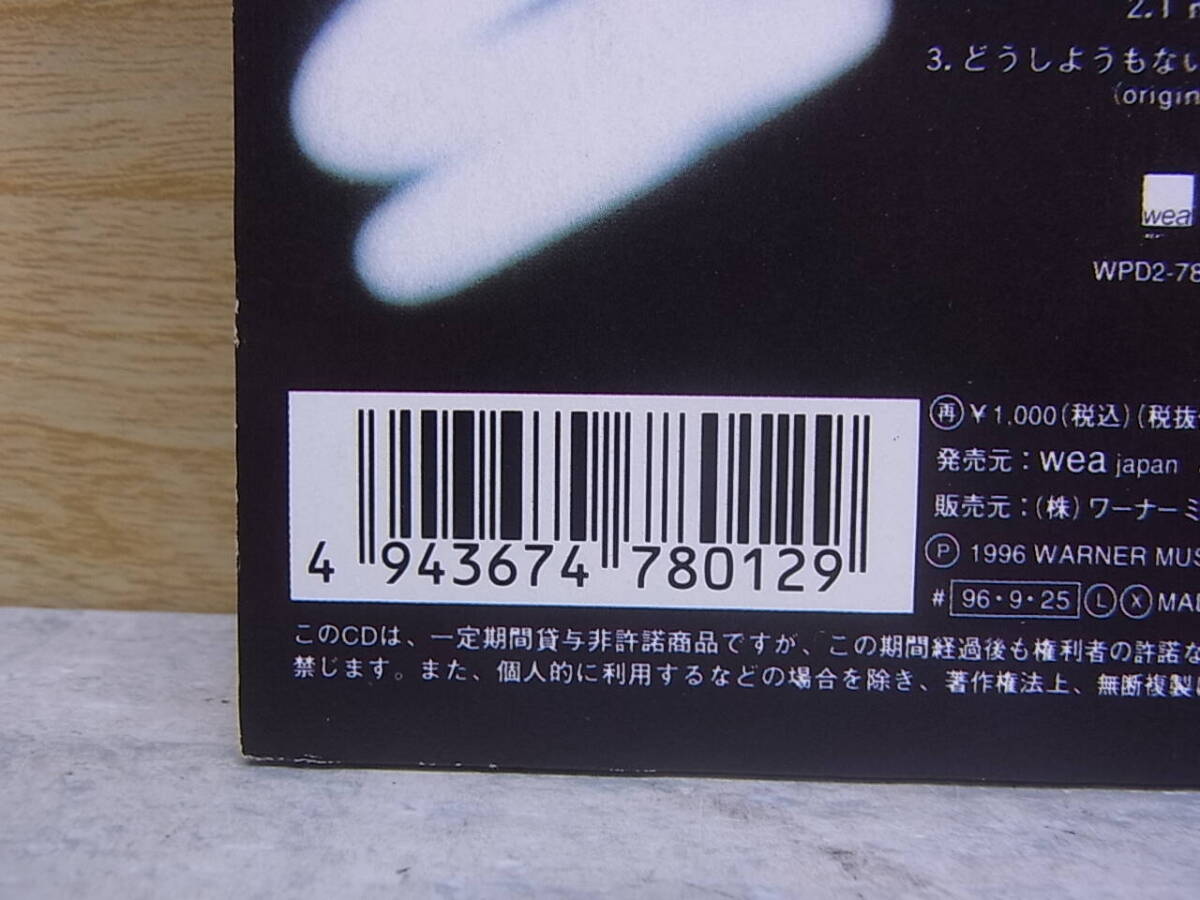 2.I
3.どうしようもない
(origin
wea
WPD2-78
再 ¥1,000(税込)(税抜
発売元：wea japan
販売元：(株)ワーナーミ
Ⓟ 1996 WARNER MUS
# 96・9・25 Ⓛ Ⓧ MA
4 943674 780129
このCDは、一定期間貸与非許諾商品ですが、この期間経過後も権利者の許諾な
禁じます。また、個人的に利用するなどの場合を除き、著作権法上、無断複製は